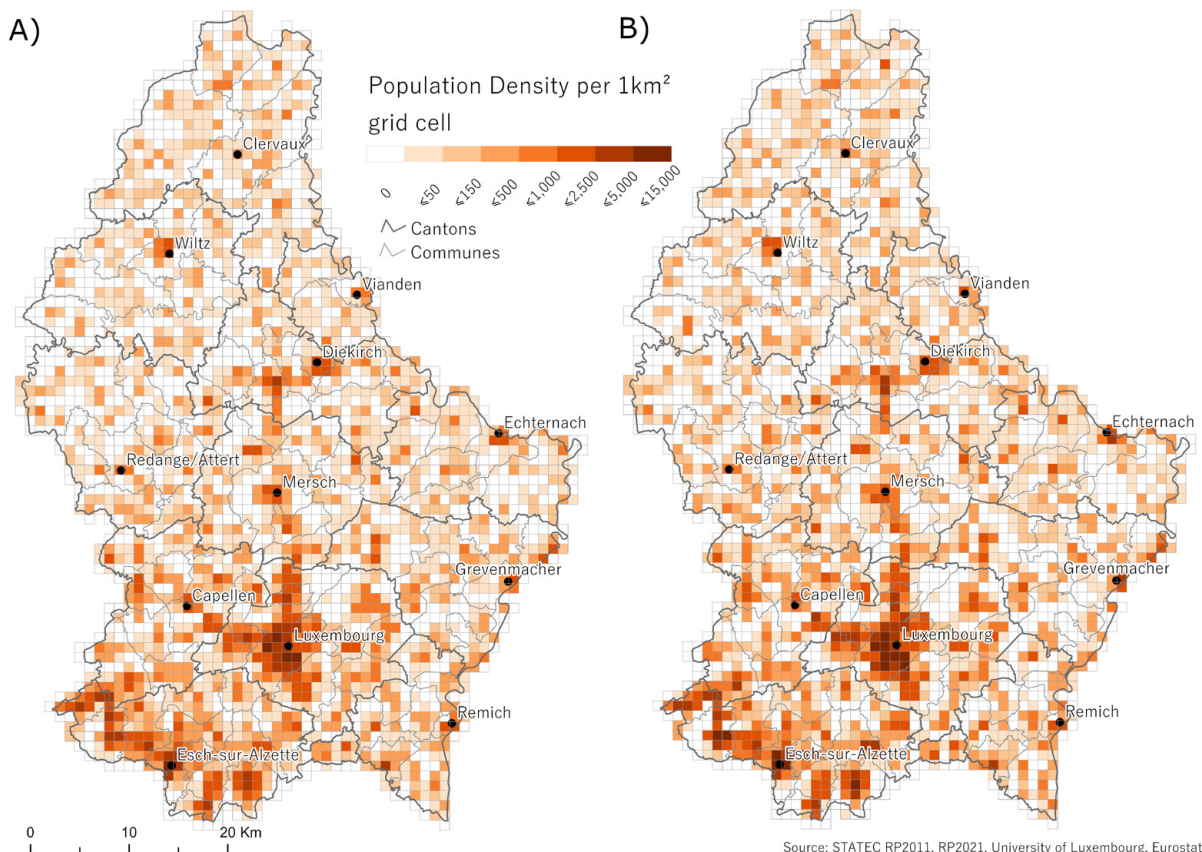 A)
B)
Population Density per 1km²
grid cell
0
⩽50
⩽150
⩽500
⩽1,000
⩽2,500
⩽5,000
⩽15,000
Cantons
Communes
Clervaux
Wiltz
Vianden
Diekirch
Echternach
Redange/Attert
Mersch
Grevenmacher
Capellen
Luxembourg
Remich
Esch-sur-Alzette
Clervaux
Wiltz
Vianden
Diekirch
Echternach
Redange/Attert
Mersch
Grevenmacher
Capellen
Luxembourg
Remich
Esch-sur-Alzette
0 10 20 Km
Source: STATEC RP2011, RP2021, University of Luxembourg, Eurostat